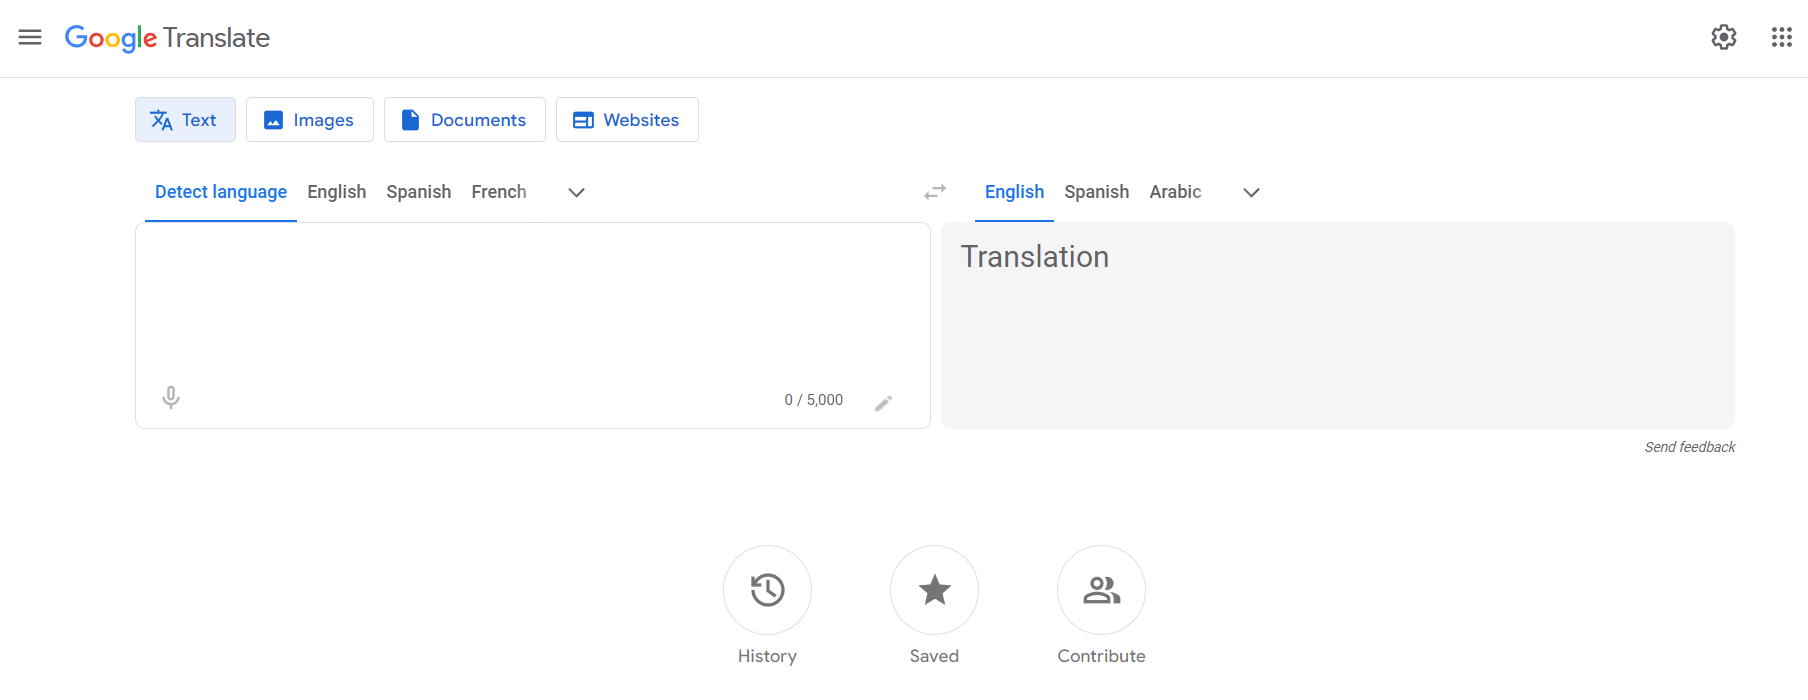 Google Translate
Text Images Documents Websites
Detect language English Spanish French English Spanish Arabic
Translation
0 / 5,000
Send feedback
History Saved Contribute